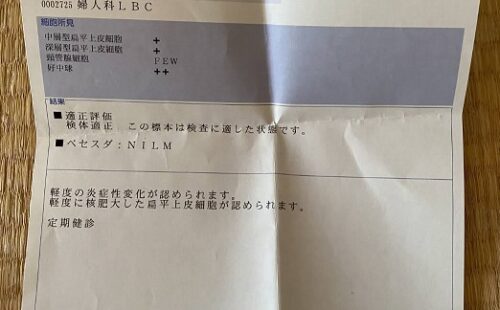 0002725 婦人科LBC
細胞所見
中層型扁平上皮細胞 +
深層型扁平上皮細胞 +
頚管腺細胞 FEW
好中球 ++
結果
■適正評価
検体適正 この標本は検査に適した状態です。
■ベセスダ:NILM
軽度の炎症性変化が認められます。
軽度に核肥大した扁平上皮細胞が認められます。
定期健診